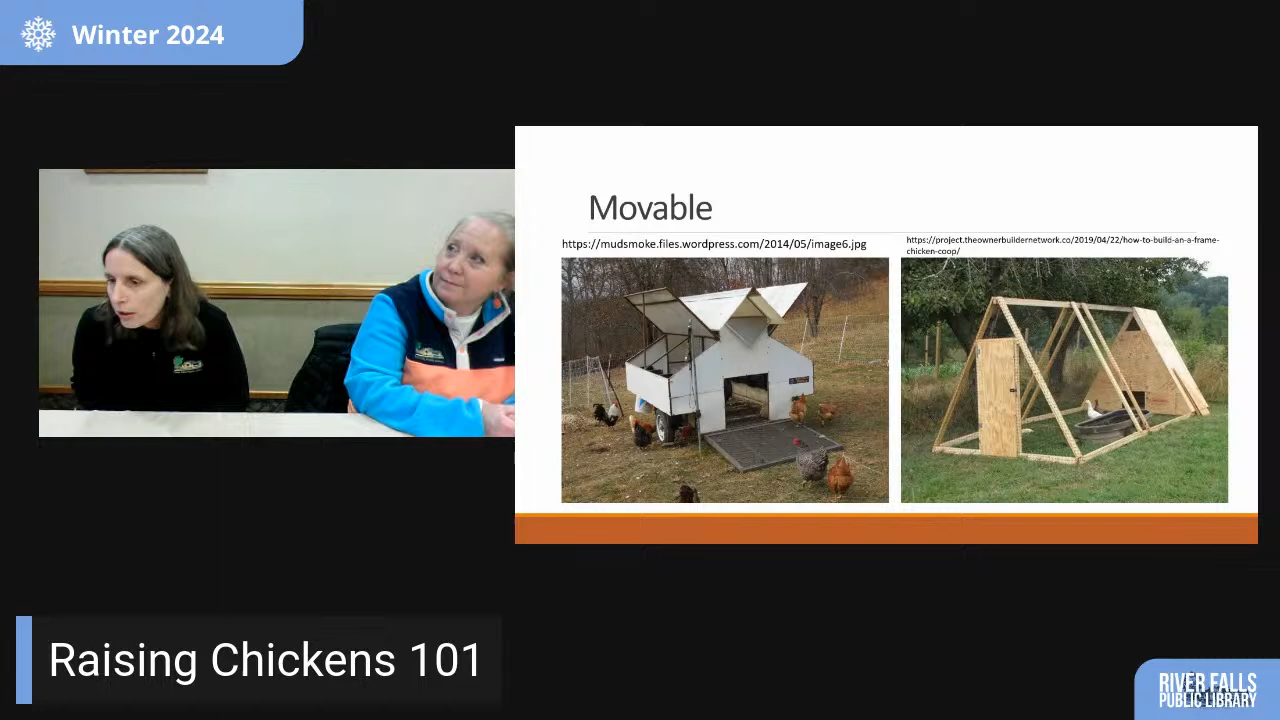 Winter 2024
Movable
https://mudsmoke.files.wordpress.com/2014/05/image6.jpg
https://project.theownerbuildernetwork.co/2019/04/22/how-to-build-an-a-frame-
chicken-coop/
Raising Chickens 101
RIVER FALLS
PUBLIC LIBRARY